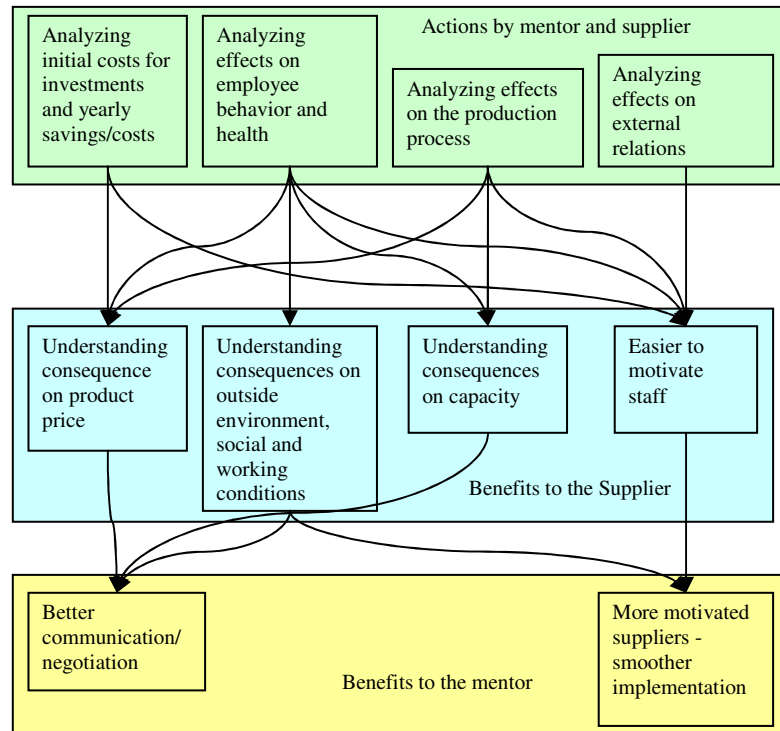 Actions by mentor and supplier
Analyzing
initial costs for
investments
and yearly
savings/costs
Analyzing
effects on
employee
behavior and
health
Analyzing effects
on the production
process
Analyzing
effects on
external
relations
Understanding
consequence
on product
price
Understanding
consequences on
outside
environment,
social and
working
conditions
Understanding
consequences
on capacity
Easier to
motivate
staff
Benefits to the Supplier
Better
communication/
negotiation
More motivated
suppliers -
smoother
implementation
Benefits to the mentor